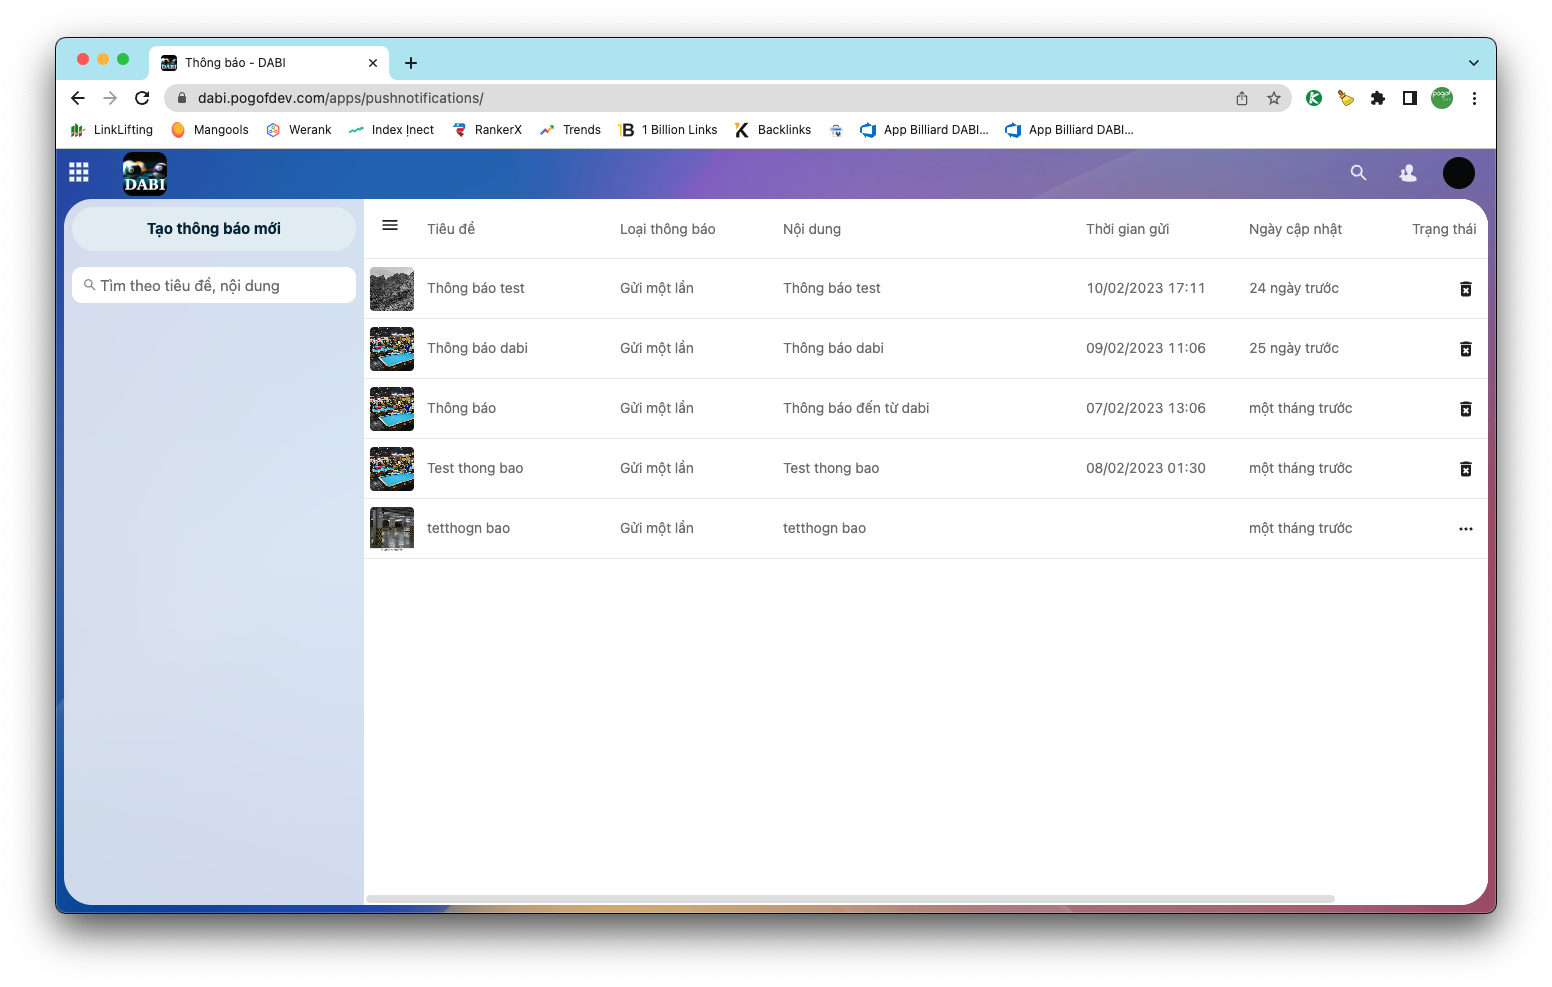 Thông báo - DABI
dabi.pogofdev.com/apps/pushnotifications/
LinkLifting Mangools Werank Index Inect RankerX Trends 1 Billion Links Backlinks App Billiard DABI... App Billiard DABI...
DABI
Tạo thông báo mới
Tìm theo tiêu đề, nội dung
Tiêu đề Loại thông báo Nội dung Thời gian gửi Ngày cập nhật Trạng thái
Thông báo test Gửi một lần Thông báo test 10/02/2023 17:11 24 ngày trước
Thông báo dabi Gửi một lần Thông báo dabi 09/02/2023 11:06 25 ngày trước
Thông báo Gửi một lần Thông báo đến từ dabi 07/02/2023 13:06 một tháng trước
Test thong bao Gửi một lần Test thong bao 08/02/2023 01:30 một tháng trước
tetthogn bao Gửi một lần tetthogn bao một tháng trước